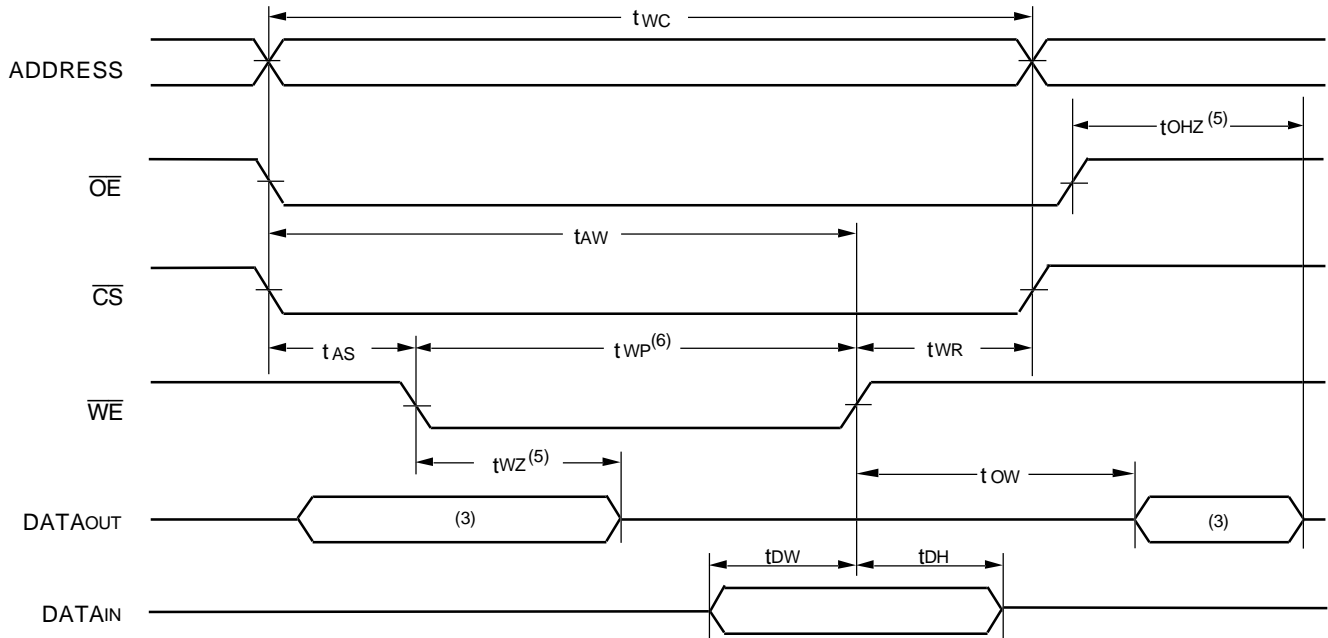 tWC
ADDRESS
tOHZ (5)
OE
tAW
CS
tAS tWP(6) tWR
WE
tWZ (5)
tOW
DATAOUT (3) (3)
tDW tDH
DATAIN